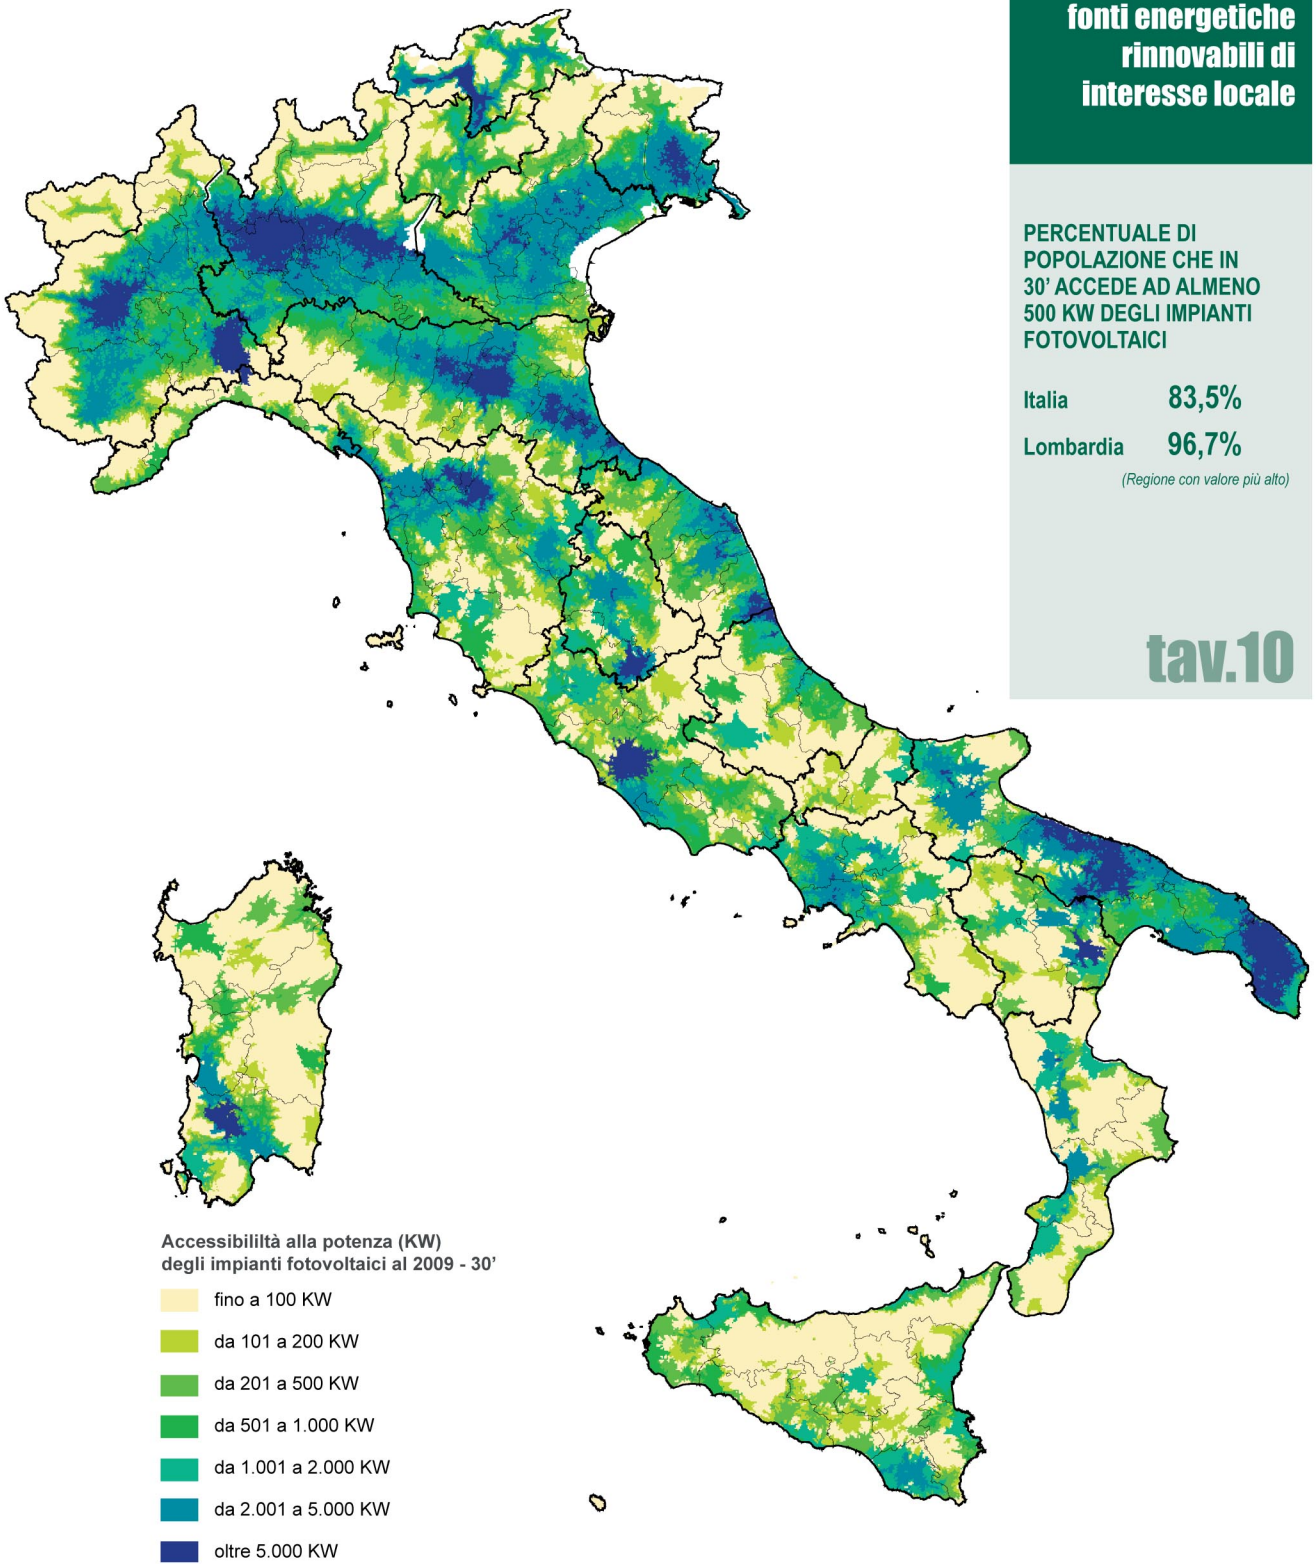 fonti energetiche
rinnovabili di
interesse locale
PERCENTUALE DI
POPOLAZIONE CHE IN
30’ ACCEDE AD ALMENO
500 KW DEGLI IMPIANTI
FOTOVOLTAICI
Italia 83,5%
Lombardia 96,7%
(Regione con valore più alto)
tav.10
Accessibililtà alla potenza (KW)
degli impianti fotovoltaici al 2009 - 30’
fino a 100 KW
da 101 a 200 KW
da 201 a 500 KW
da 501 a 1.000 KW
da 1.001 a 2.000 KW
da 2.001 a 5.000 KW
oltre 5.000 KW